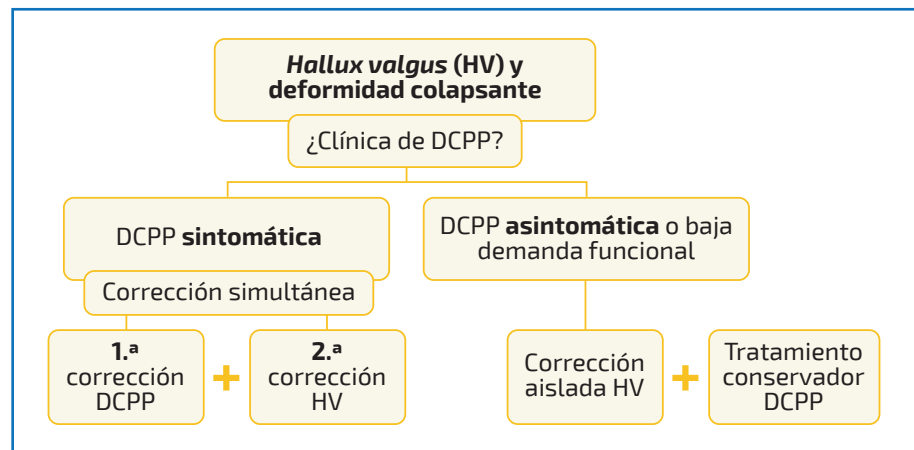 Hallux valgus (HV) y
deformidad colapsante
¿Clínica de DCPP?
DCPP sintomática
Corrección simultánea
1.ª
corrección
DCPP
+
2.ª
corrección
HV
DCPP asintomática o baja
demanda funcional
Corrección
aislada HV
+
Tratamiento
conservador
DCPP